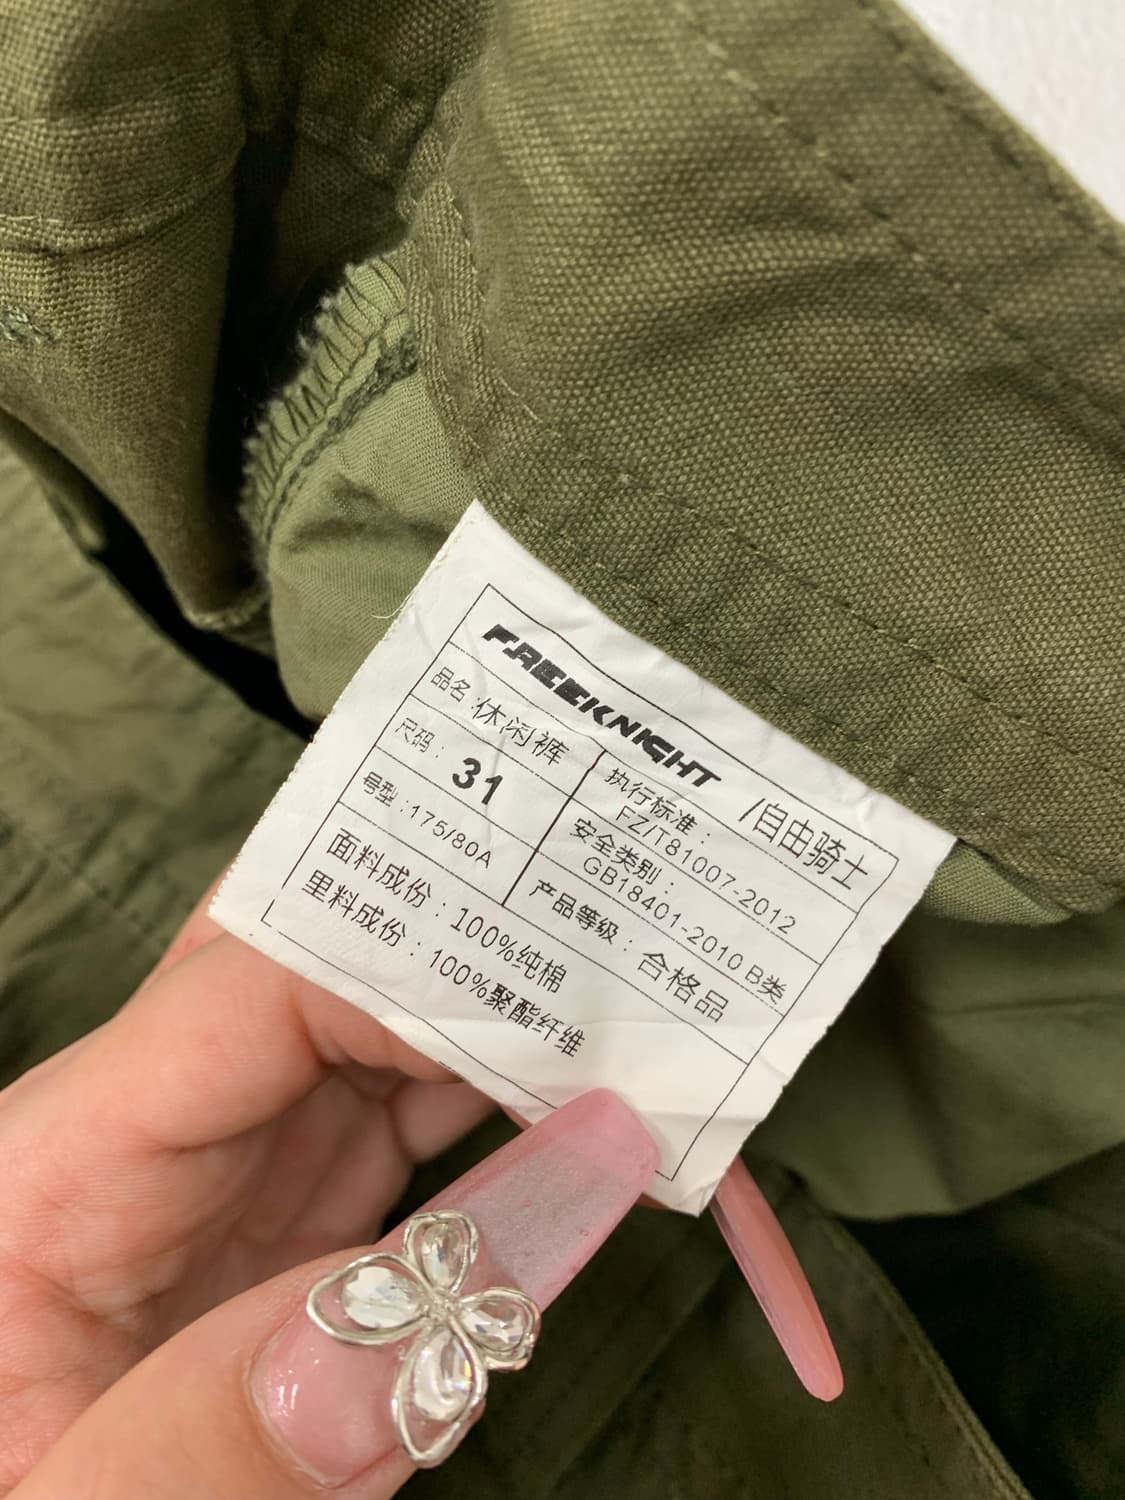 FREEKNIGHT /自由骑士
品名:休闲裤
尺码: 31
号型:175/80A
执行标准:
FZ/T81007-2012
安全类别:
GB18401-2010 B类
产品等级: 合格品
面料成份:100%纯棉
里料成份:100%聚酯纤维